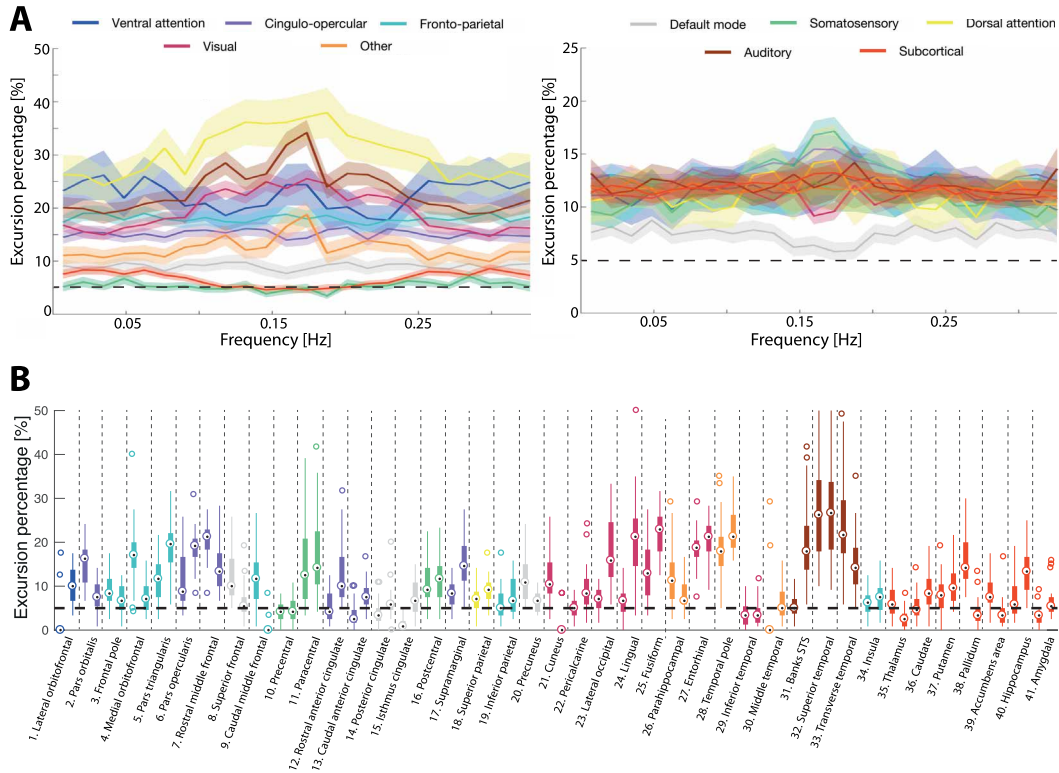 A
Ventral attention Cingulo-opercular Fronto-parietal
Visual Other
Default mode Somatosensory Dorsal attention
Auditory Subcortical
Excursion percentage [%]
50
40
30
20
10
5
0
0.05 0.15 0.25
Frequency [Hz]
Excursion percentage [%]
25
20
15
10
5
0
0.05 0.15 0.25
Frequency [Hz]
B
Excursion percentage [%]
50
40
30
20
10
0
1. Lateral orbitofrontal
2. Pars orbitalis
3. Frontal pole
4. Medial orbitofrontal
5. Pars triangularis
6. Pars opercularis
7. Rostral middle frontal
8. Superior frontal
9. Caudal middle frontal
10. Precentral
11. Paracentral
12. Rostral anterior cingulate
13. Caudal anterior cingulate
14. Posterior cingulate
15. Isthmus cingulate
16. Postcentral
17. Supramarginal
18. Superior parietal
19. Inferior parietal
20. Precuneus
21. Cuneus
22. Pericalcarine
23. Lateral occipital
24. Lingual
25. Fusiform
26. Parahippocampal
27. Entorhinal
28. Temporal pole
29. Inferior temporal
30. Middle temporal
31. Banks STS
32. Superior temporal
33. Transverse temporal
34. Insula
35. Thalamus
36. Caudate
37. Putamen
38. Pallidum
39. Accumbens area
40. Hippocampus
41. Amygdala